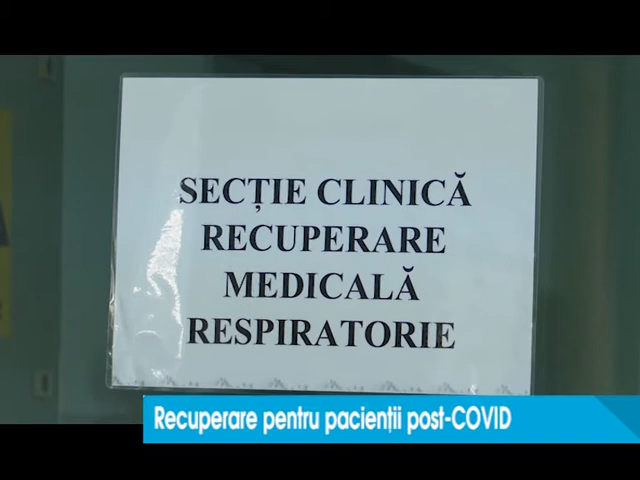 SECȚIE CLINICĂ
RECUPERARE
MEDICALĂ
RESPIRATORIE
Recuperare pentru pacienții post-COVID